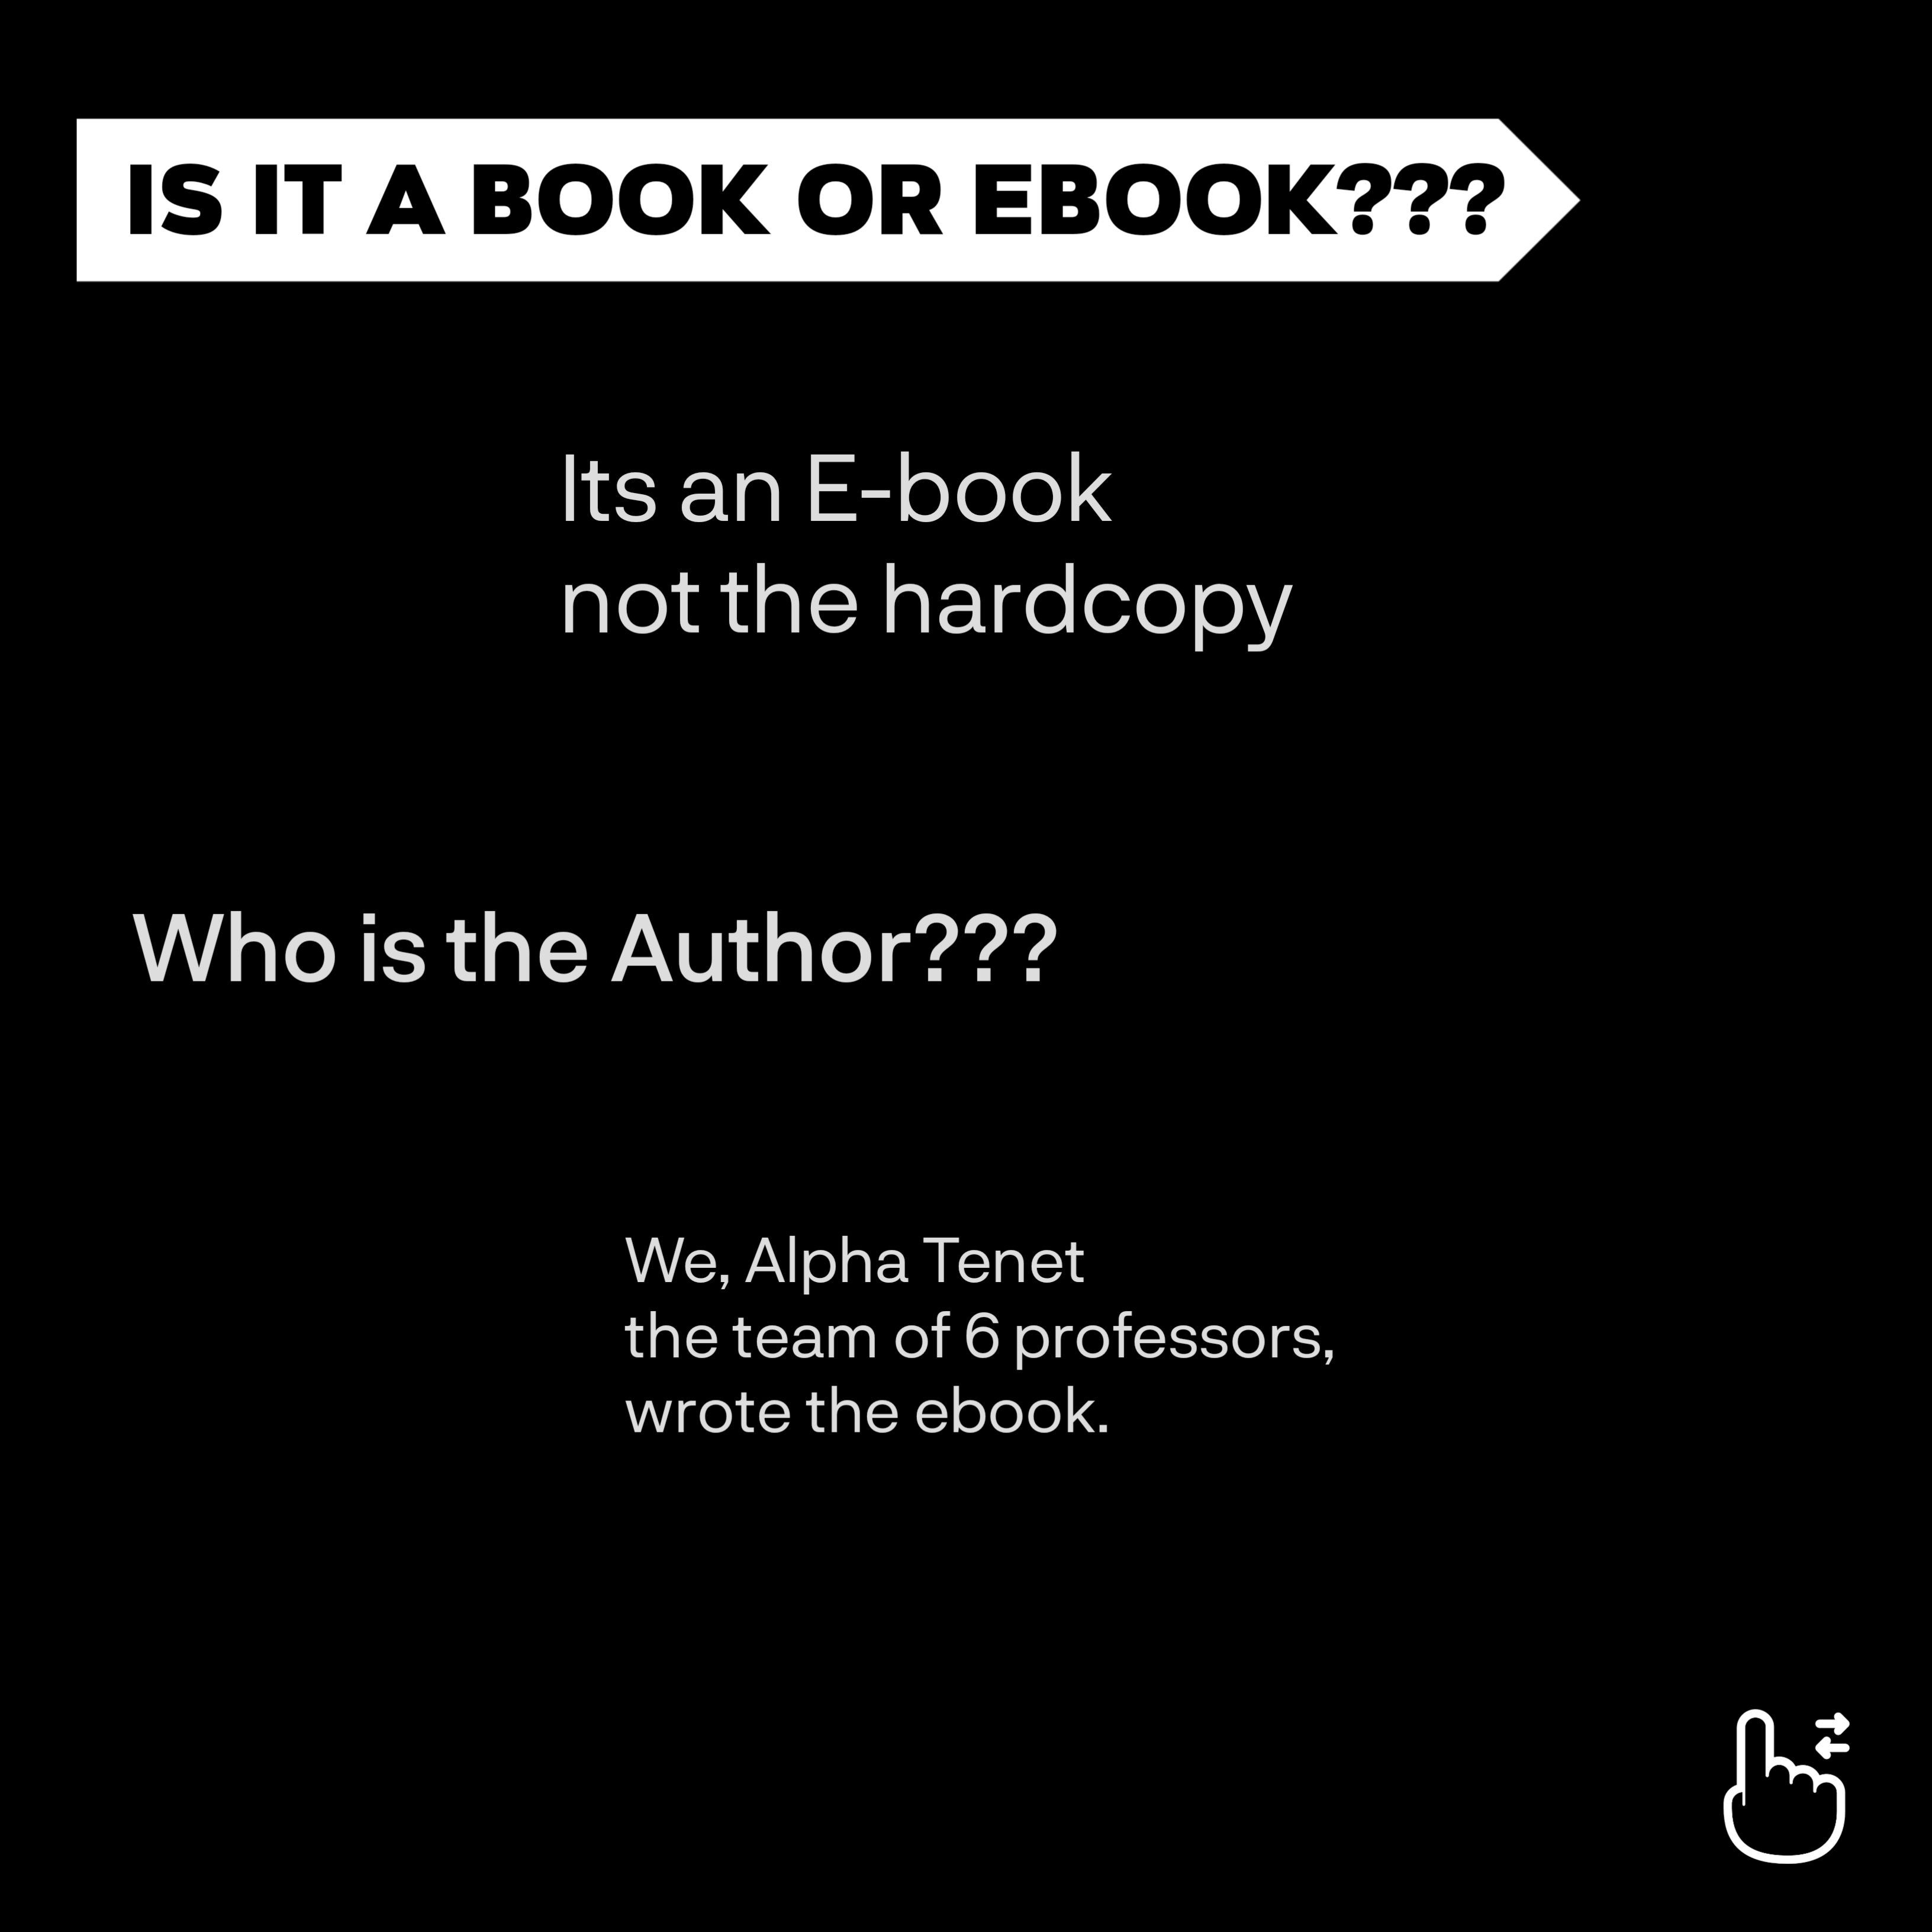 IS IT A BOOK OR EBOOK???
Its an E-book
not the hardcopy
Who is the Author???
We, Alpha Tenet
the team of 6 professors,
wrote the ebook.